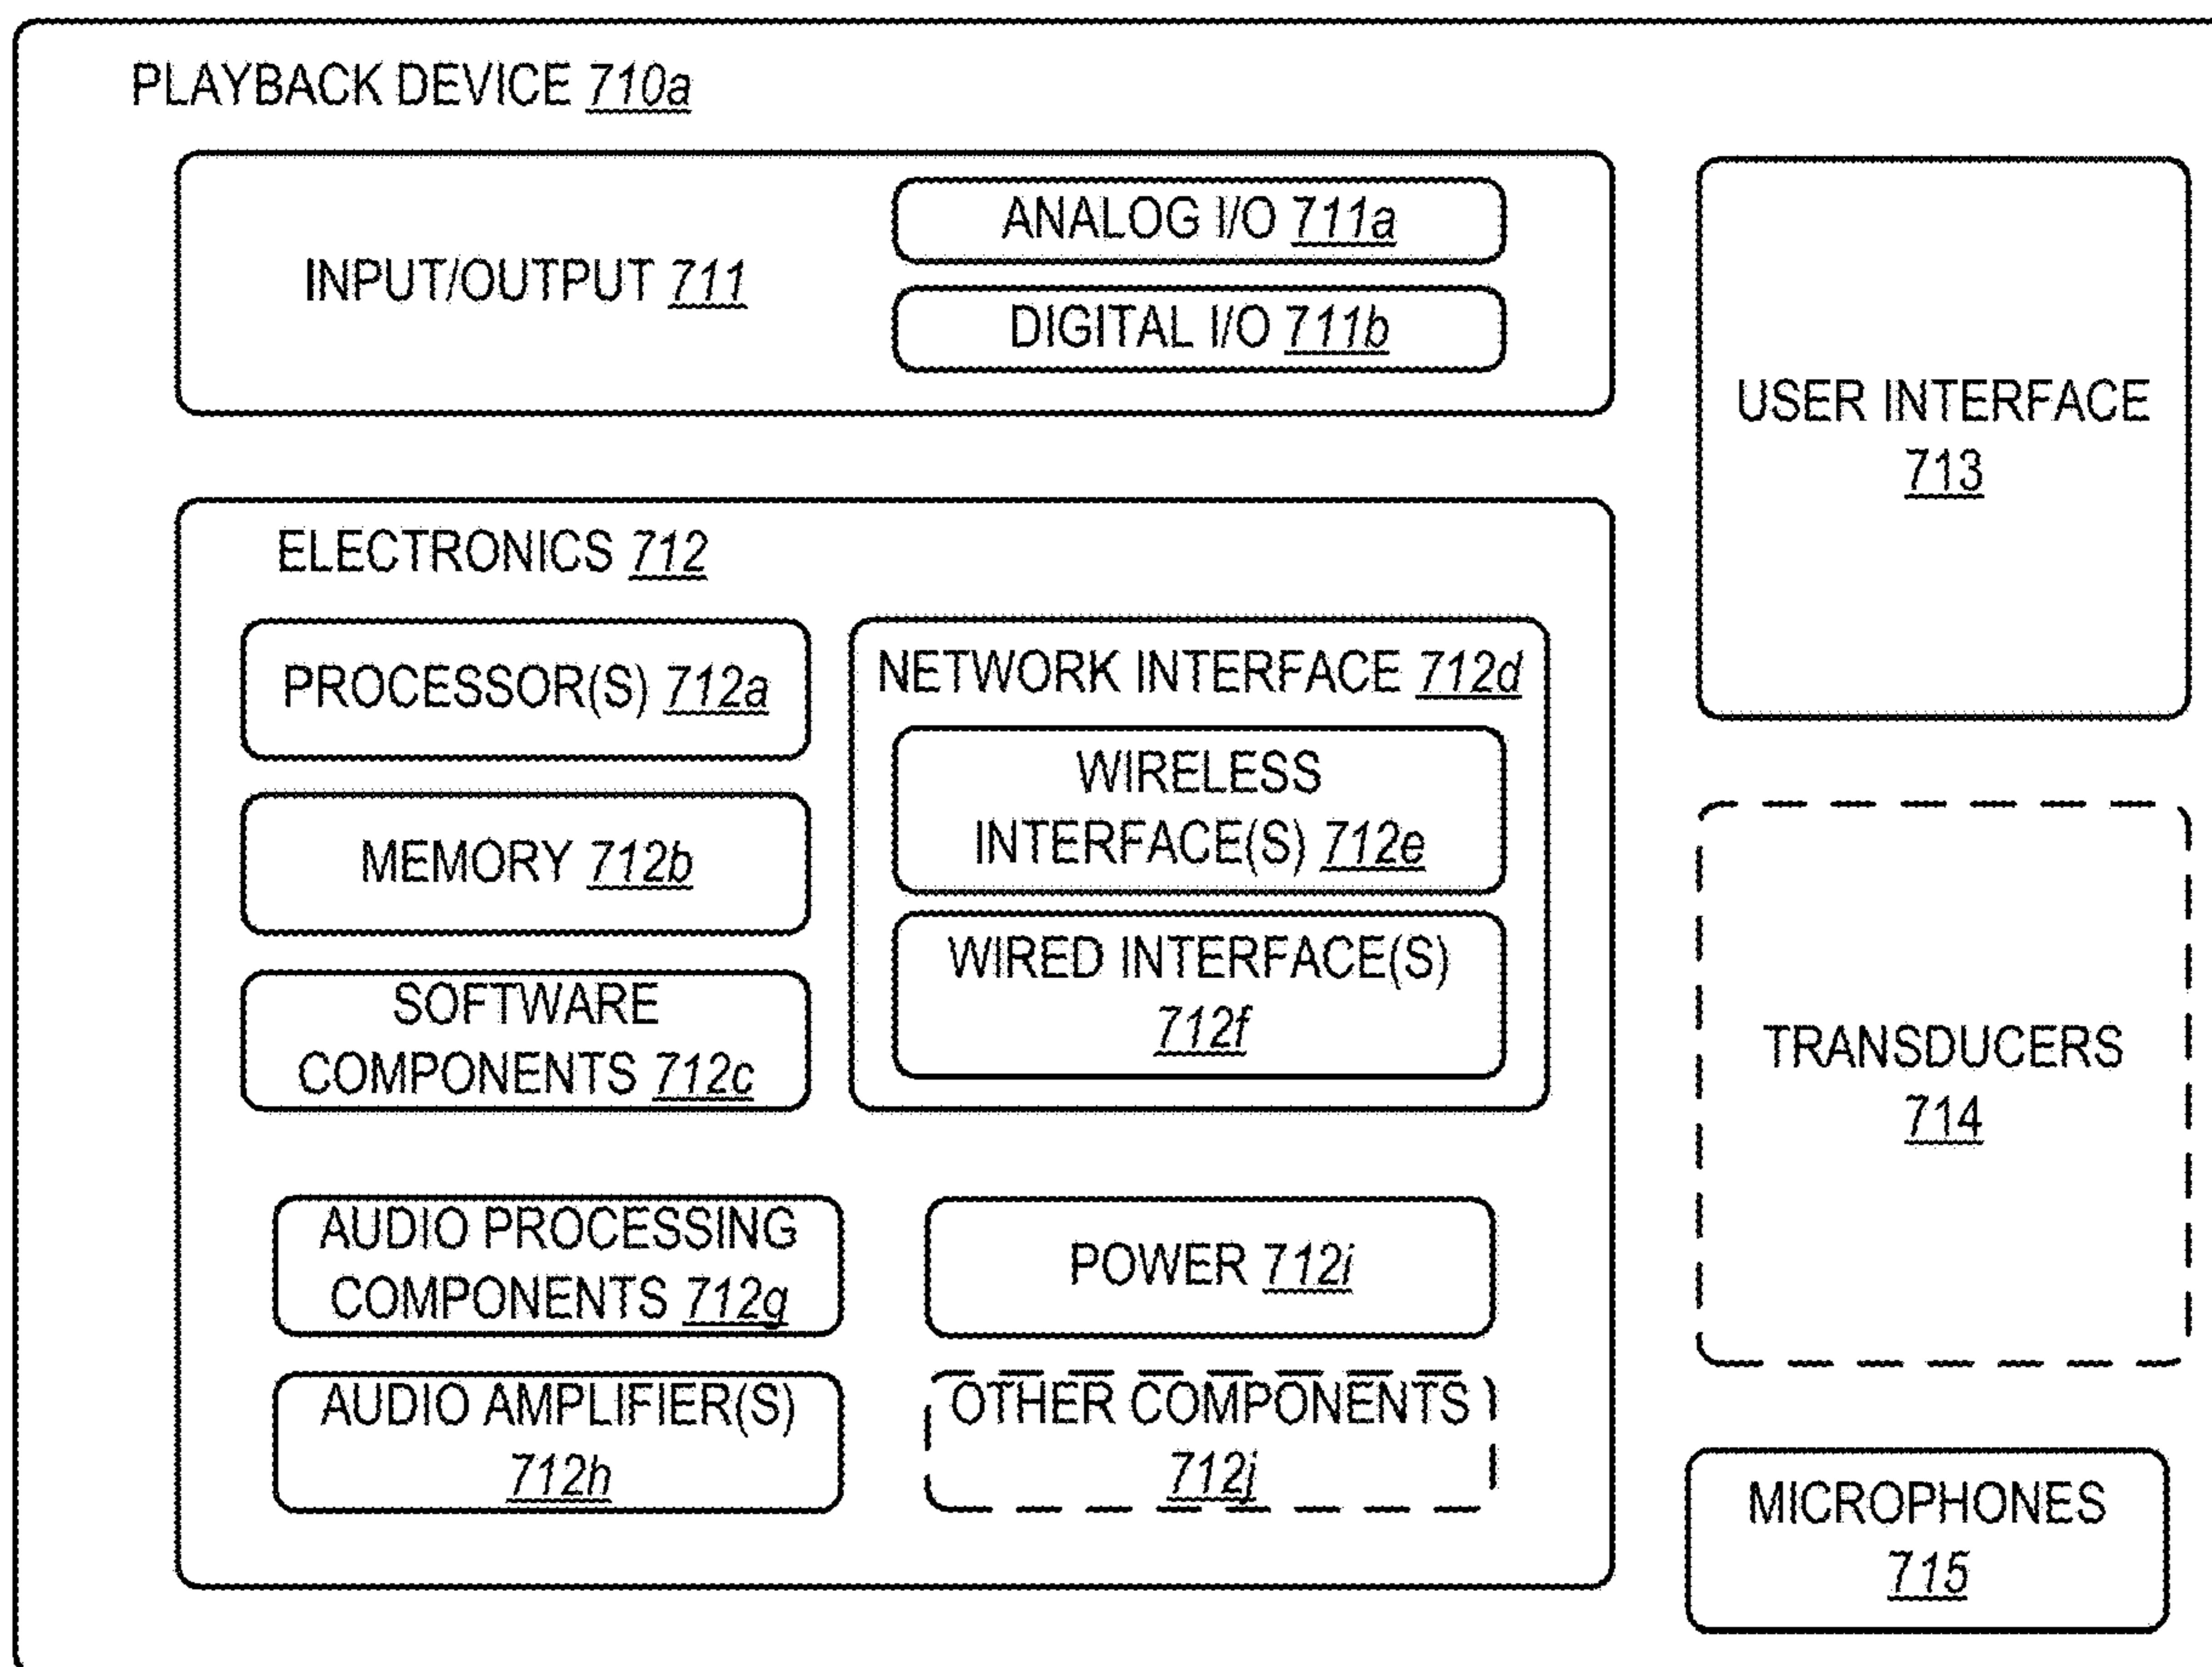 PLAYBACK DEVICE 710a
INPUT/OUTPUT 711
ANALOG I/O 711a
DIGITAL I/O 711b
USER INTERFACE
713
ELECTRONICS 712
PROCESSOR(S) 712a
MEMORY 712b
SOFTWARE
COMPONENTS 712c
NETWORK INTERFACE 712d
WIRELESS
INTERFACE(S) 712e
WIRED INTERFACE(S)
712f
AUDIO PROCESSING
COMPONENTS 712g
AUDIO AMPLIFIER(S)
712h
POWER 712i
OTHER COMPONENTS
712j
TRANSDUCERS
714
MICROPHONES
715